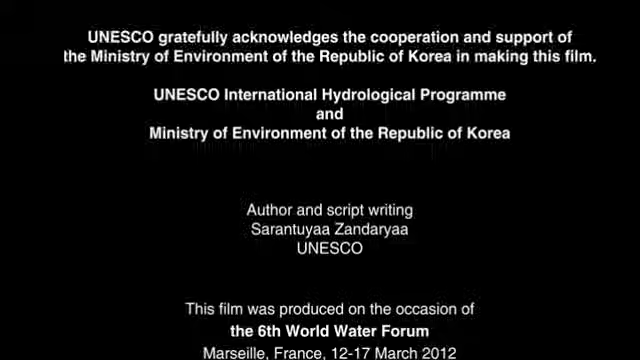 UNESCO gratefully acknowledges the cooperation and support of
the Ministry of Environment of the Republic of Korea in making this film.
UNESCO International Hydrological Programme
and
Ministry of Environment of the Republic of Korea
Author and script writing
Sarantuyaa Zandaryaa
UNESCO
This film was produced on the occasion of
the 6th World Water Forum
Marseille, France, 12-17 March 2012